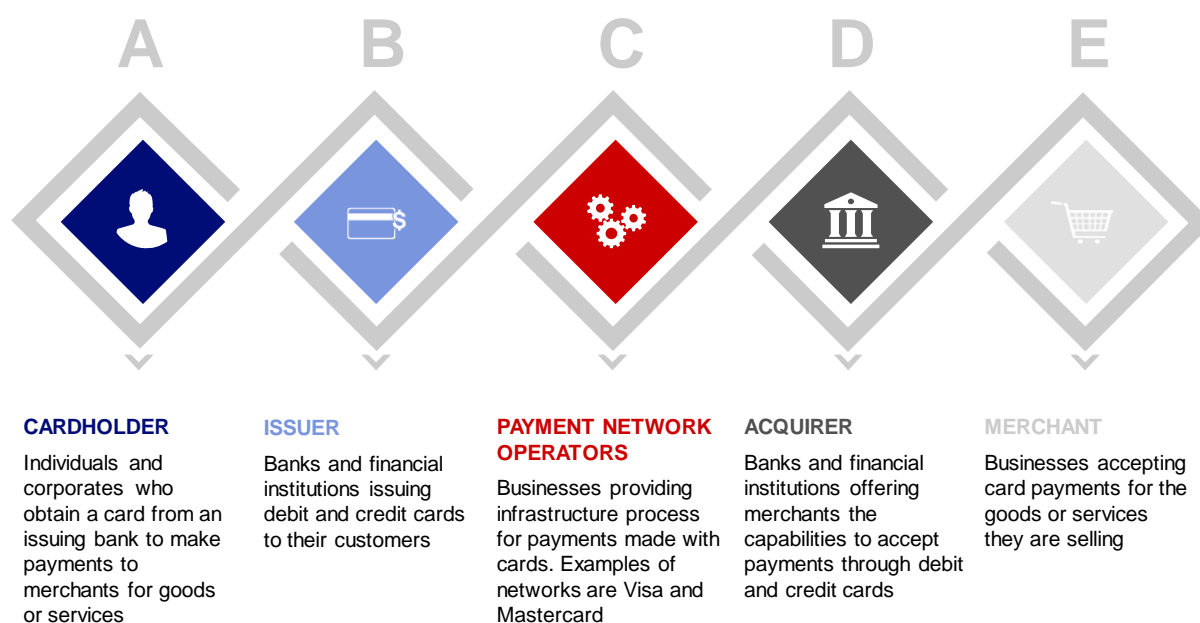 A
B
C
D
E
$
CARDHOLDER
Individuals and
corporates who
obtain a card from an
issuing bank to make
payments to
merchants for goods
or services
ISSUER
Banks and financial
institutions issuing
debit and credit cards
to their customers
PAYMENT NETWORK
OPERATORS
Businesses providing
infrastructure process
for payments made with
cards. Examples of
networks are Visa and
Mastercard
ACQUIRER
Banks and financial
institutions offering
merchants the
capabilities to accept
payments through debit
and credit cards
MERCHANT
Businesses accepting
card payments for the
goods or services
they are selling